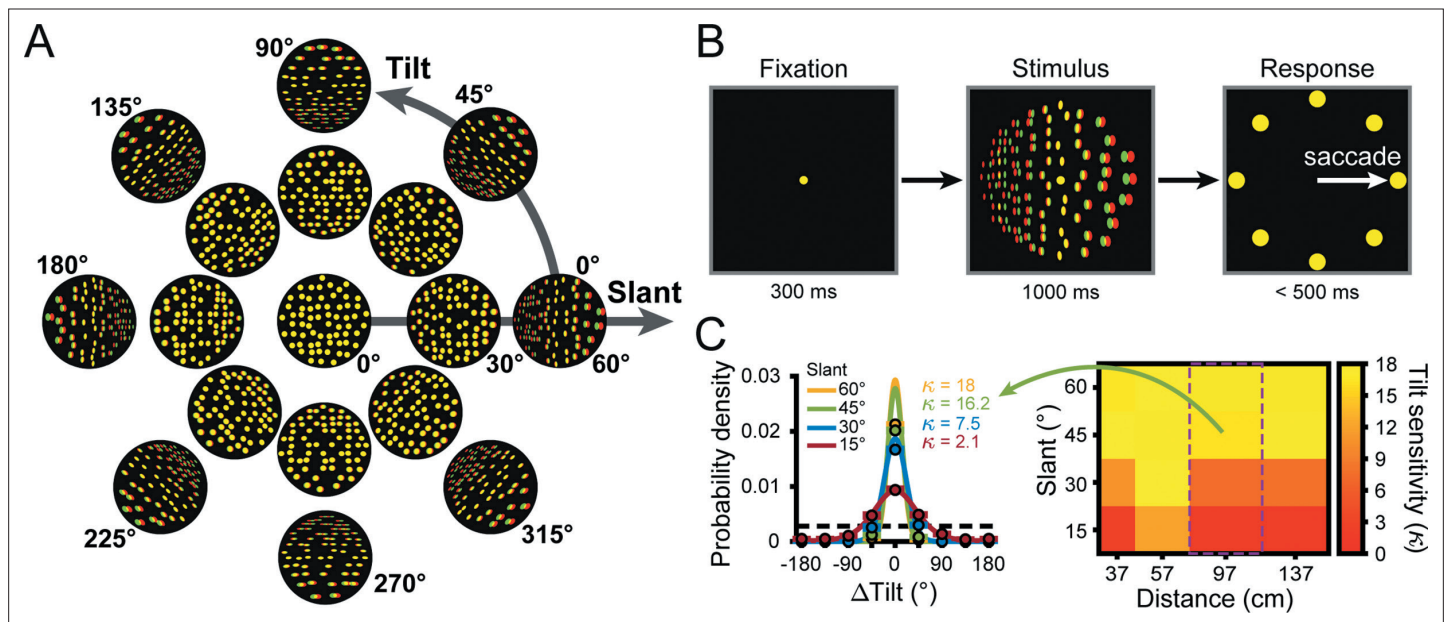 A
90°
Tilt
45°
135°
180°
0°
Slant
0°
30°
60°
225°
315°
270°
B
Fixation
Stimulus
Response
saccade
300 ms
1000 ms
< 500 ms
C
Probability density
0.03
0.02
0.01
0
Slant
60°
45°
30°
15°
κ = 18
κ = 16.2
κ = 7.5
κ = 2.1
-180
-90
0
90
180
ΔTilt (°)
Slant (°)
60
45
30
15
37
57
97
137
Distance (cm)
18
15
12
9
6
3
0
Tilt sensitivity (κ)